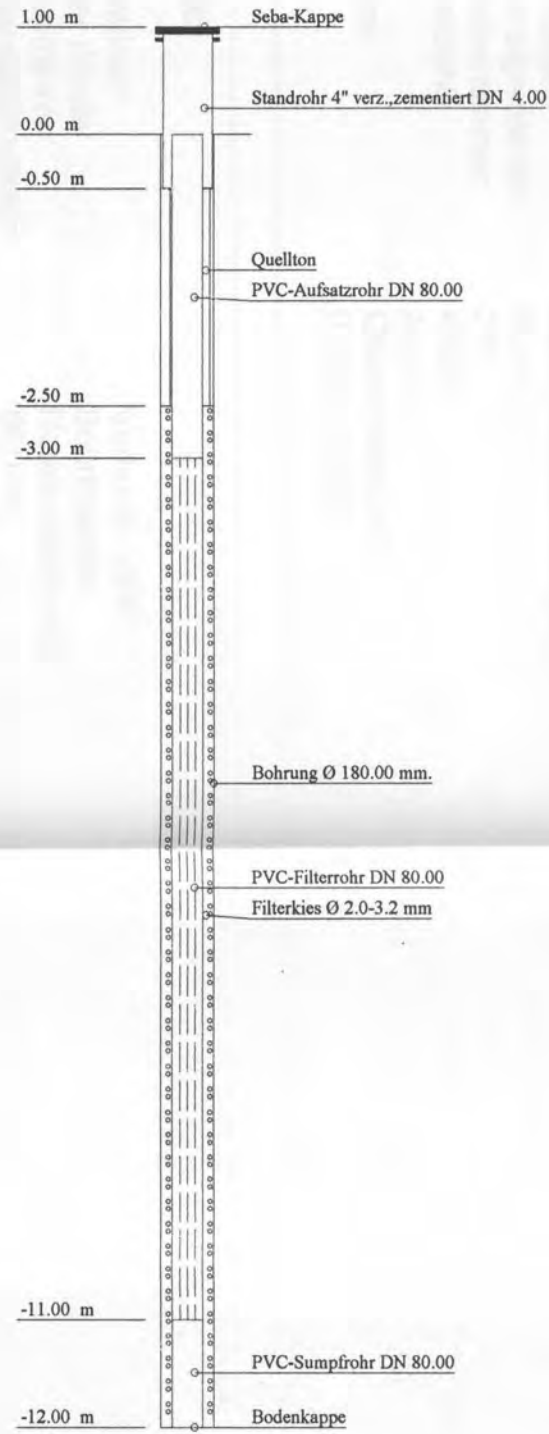 1.00 m
Seba-Kappe
Standrohr 4" verz.,zementiert DN 4.00
0.00 m
-0.50 m
Quellton
PVC-Aufsatzrohr DN 80.00
-2.50 m
-3.00 m
Bohrung Ø 180.00 mm.
PVC-Filterrohr DN 80.00
Filterkies Ø 2.0-3.2 mm
-11.00 m
PVC-Sumpfrohr DN 80.00
-12.00 m
Bodenkappe